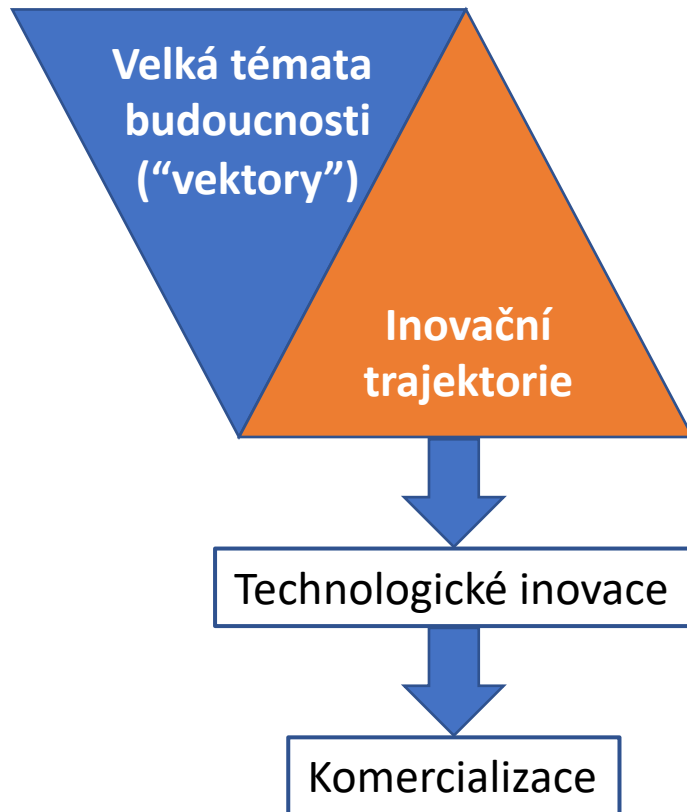 Velká témata
budoucnosti
(“vektory”)
Inovační
trajektorie
Technologické inovace
Komercializace